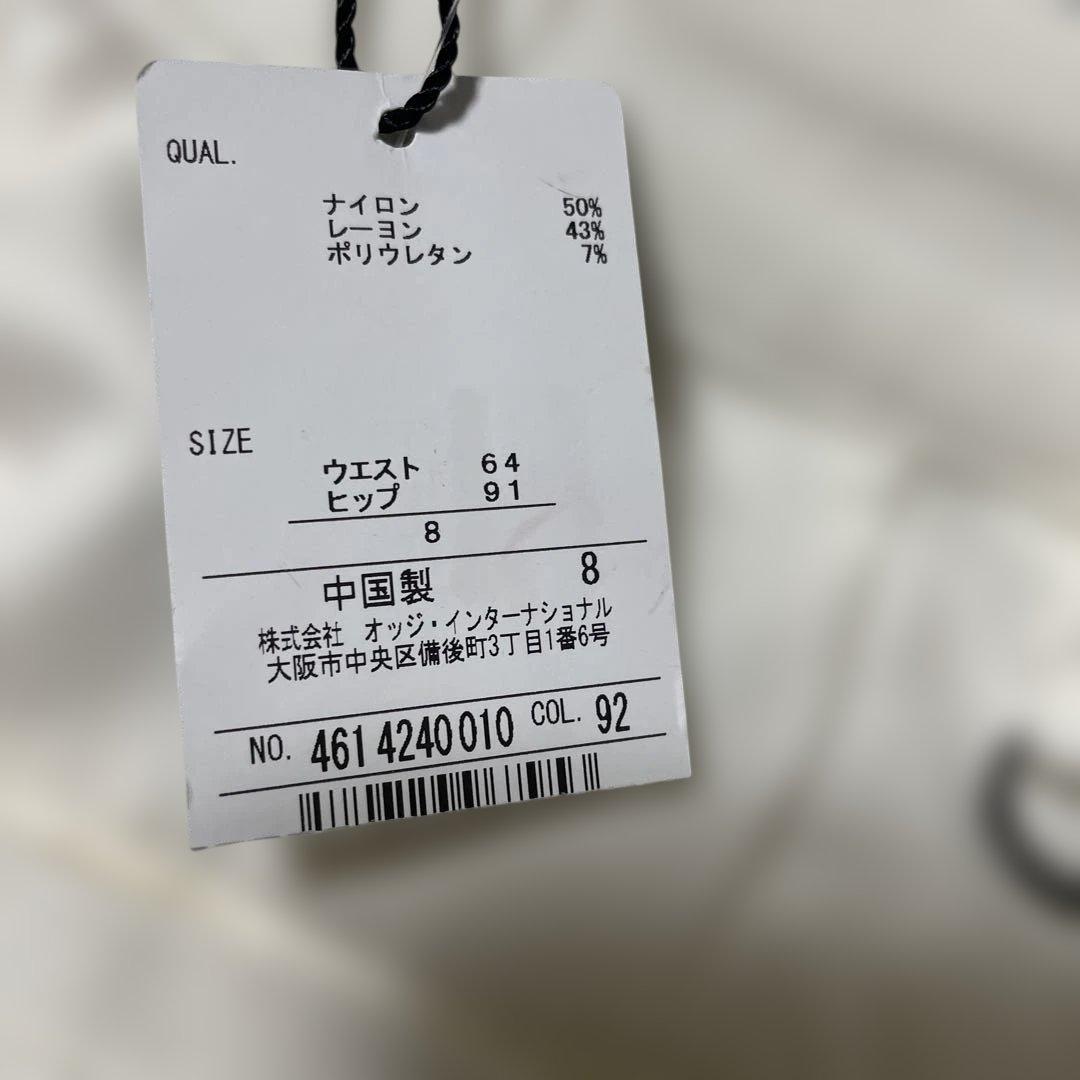 QUAL.
ナイロン 50%
レーヨン 43%
ポリウレタン 7%
SIZE
ウエスト 64
ヒップ 91
8
中国製 8
株式会社 オッジ・インターナショナル
大阪市中央区備後町3丁目1番6号
NO. 461 4240 010 COL. 92